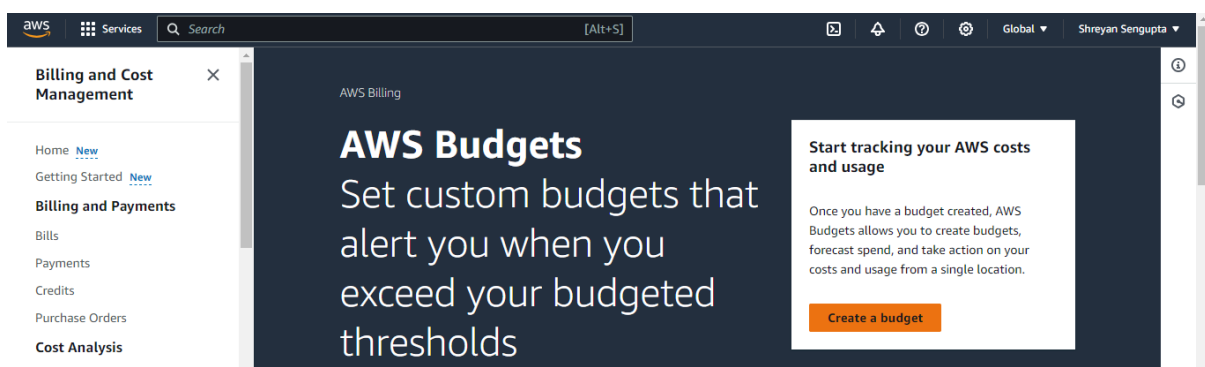 aws
Services
Search
[Alt+S]
Global
Shreyan Sengupta
Billing and Cost
Management
Home New
Getting Started New
Billing and Payments
Bills
Payments
Credits
Purchase Orders
Cost Analysis
AWS Billing
AWS Budgets
Set custom budgets that
alert you when you
exceed your budgeted
thresholds
Start tracking your AWS costs
and usage
Once you have a budget created, AWS
Budgets allows you to create budgets,
forecast spend, and take action on your
costs and usage from a single location.
Create a budget